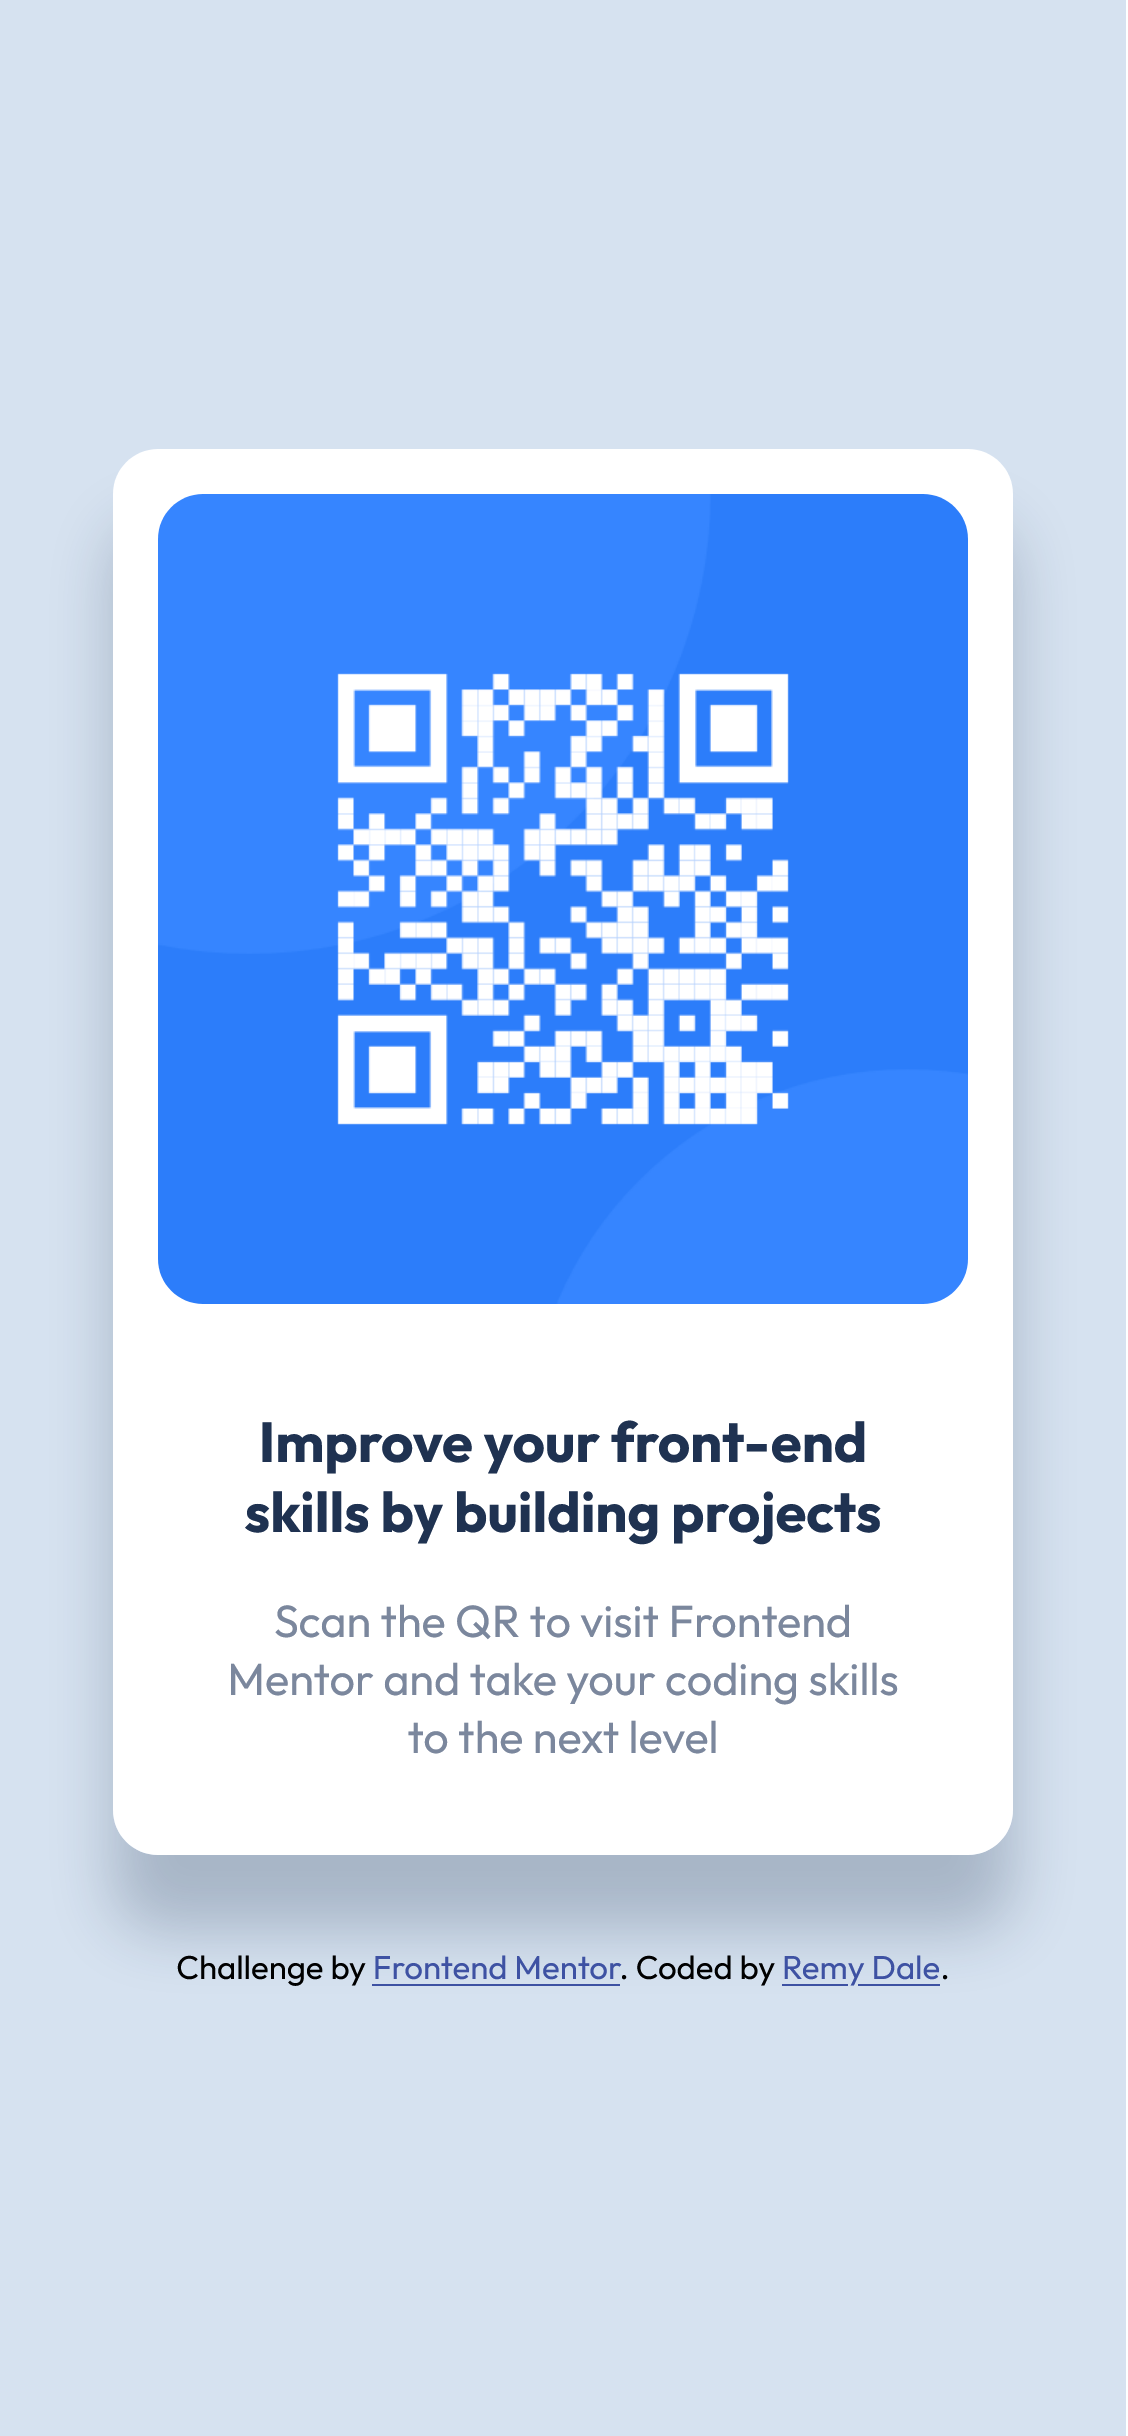 Improve your front-end
skills by building projects
Scan the QR to visit Frontend
Mentor and take your coding skills
to the next level
Challenge by Frontend Mentor. Coded by Remy Dale.